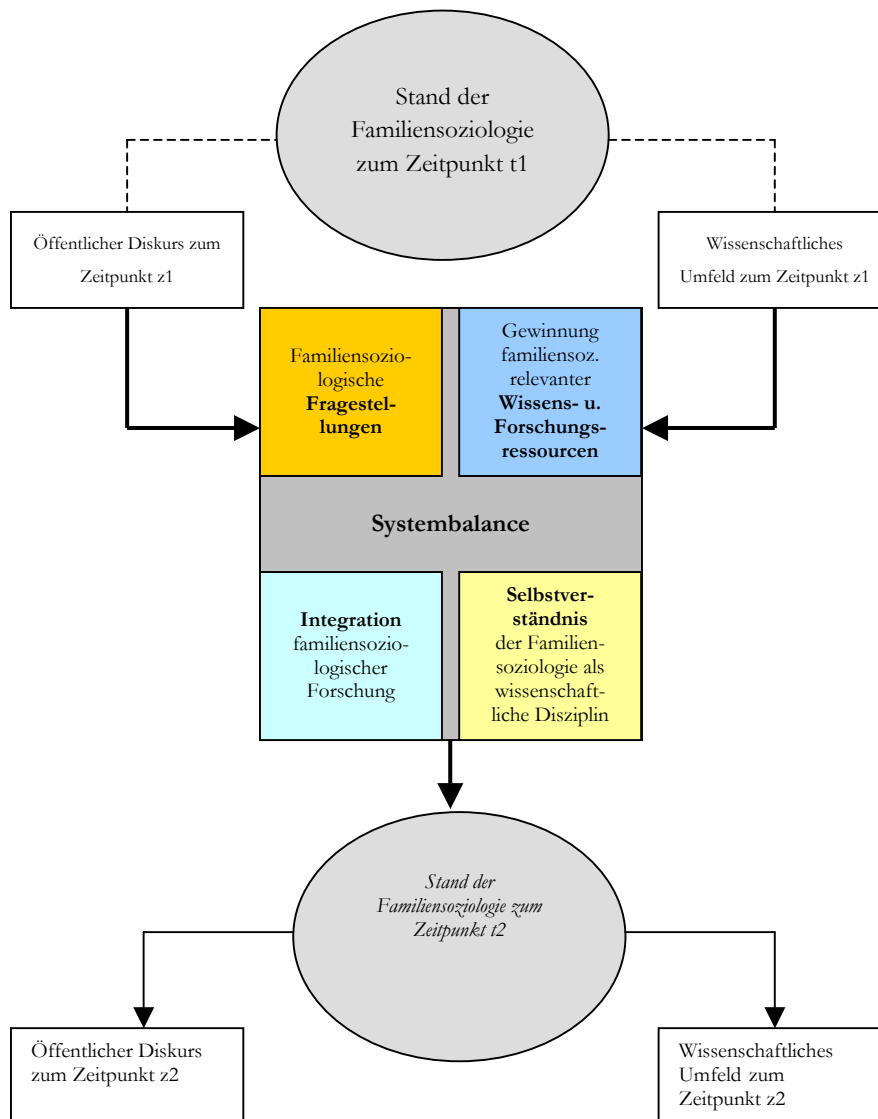 Stand der
Familiensoziologie
zum Zeitpunkt t1
Öffentlicher Diskurs zum
Zeitpunkt z1
Wissenschaftliches
Umfeld zum Zeitpunkt z1
Familiensozio-
logische
Fragestel-
lungen
Gewinnung
familiensoz.
relevanter
Wissens- u.
Forschungs-
ressourcen
Systembalance
Integration
familiensozio-
logischer
Forschung
Selbstver-
ständnis
der Familien-
soziologie als
wissenschaft-
liche Disziplin
Stand der
Familiensoziologie zum
Zeitpunkt t2
Öffentlicher Diskurs
zum Zeitpunkt z2
Wissenschaftliches
Umfeld zum
Zeitpunkt z2